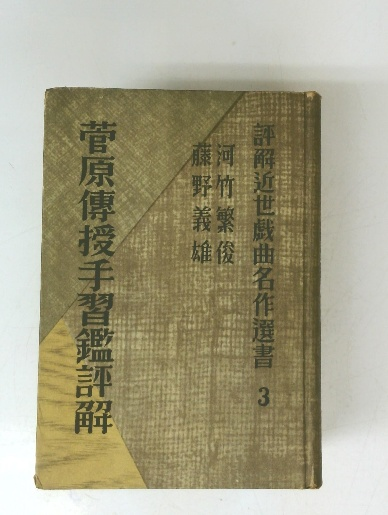 評解近世戯曲名作選書 3
河竹繁俊
藤野義雄
菅原傳授手習鑑評解